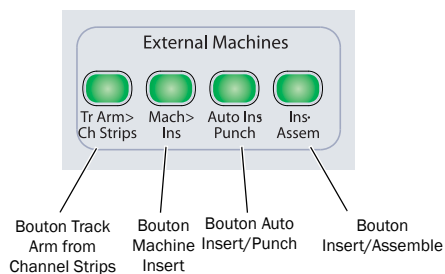 External Machines
Tr Arm> Mach> Auto Ins Ins·
Ch Strips Ins Punch Assem
Bouton Track Bouton Bouton Auto Bouton
Arm from Machine Insert/Punch Insert/Assemble
Channel Strips Insert